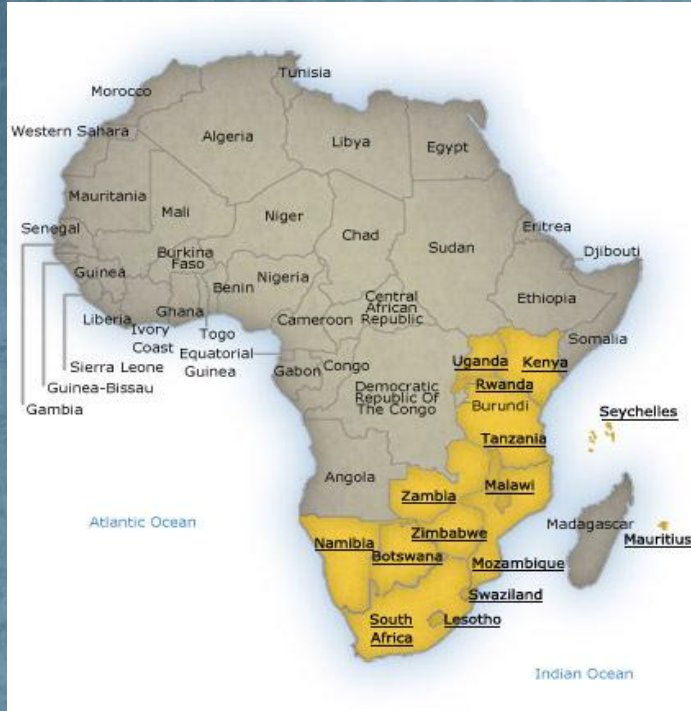 Tunisia
Morocco
Western Sahara
Algeria
Libya
Egypt
Mauritania
Mali
Niger
Chad
Sudan
Eritrea
Senegal
Djibouti
Burkina
Faso
Guinea
Benin
Nigeria
Ethiopia
Central
African
Republic
Ghana
Cameroon
Liberia
Ivory
Coast
Togo
Somalia
Equatorial
Guinea
Sierra Leone
Guinea-Bissau
Gambia
Gabon
Congo
Uganda
Kenya
Democratic
Republic Of
The Congo
Rwanda
Burundi
Seychelles
Tanzania
Angola
Zambia
Malawi
Atlantic Ocean
Madagascar
Mauritius
Namibia
Zimbabwe
Botswana
Mozambique
Swaziland
South
Africa
Lesotho
Indian Ocean